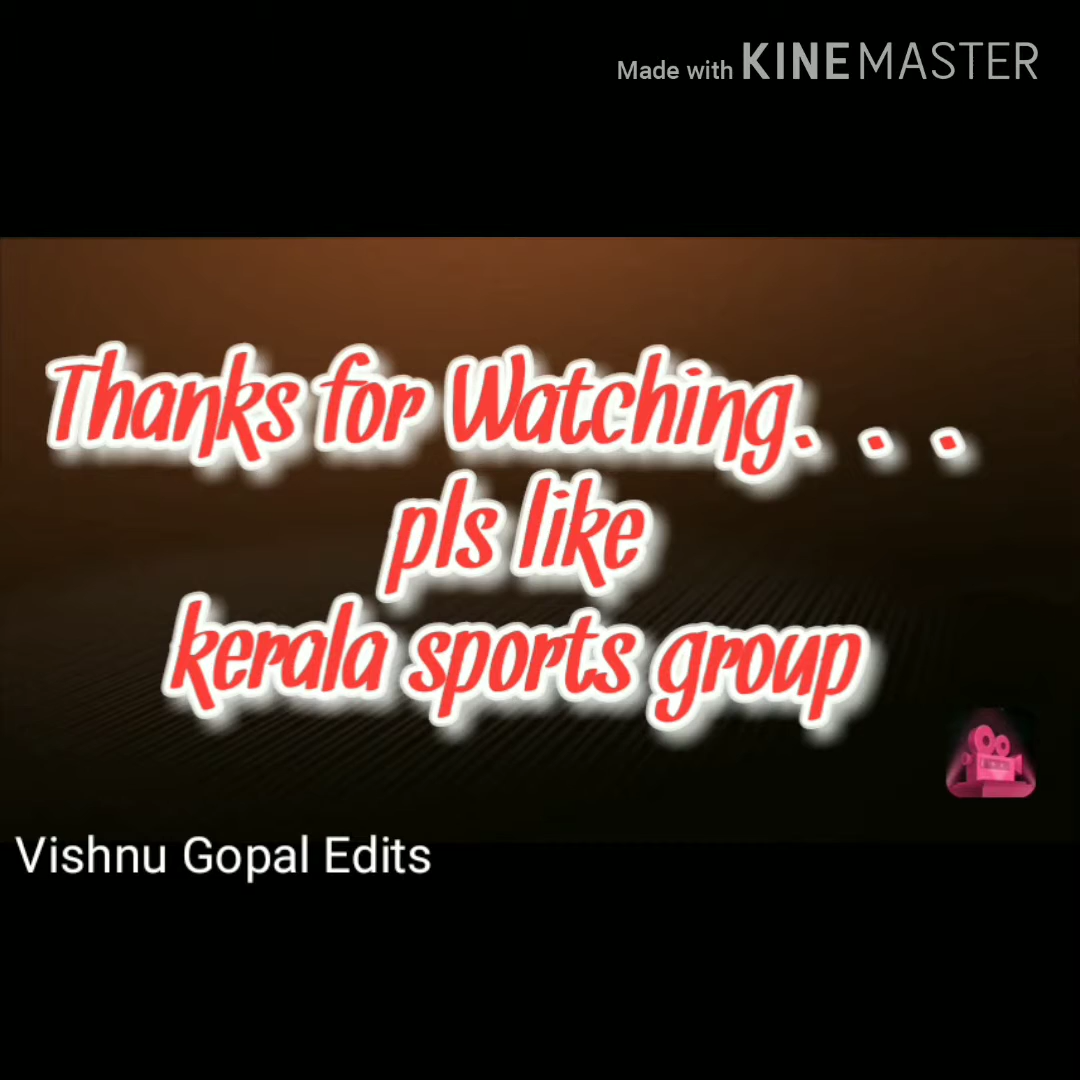 Made with KINEMASTER
Thanks for Watching. . .
pls like
kerala sports group
Vishnu Gopal Edits